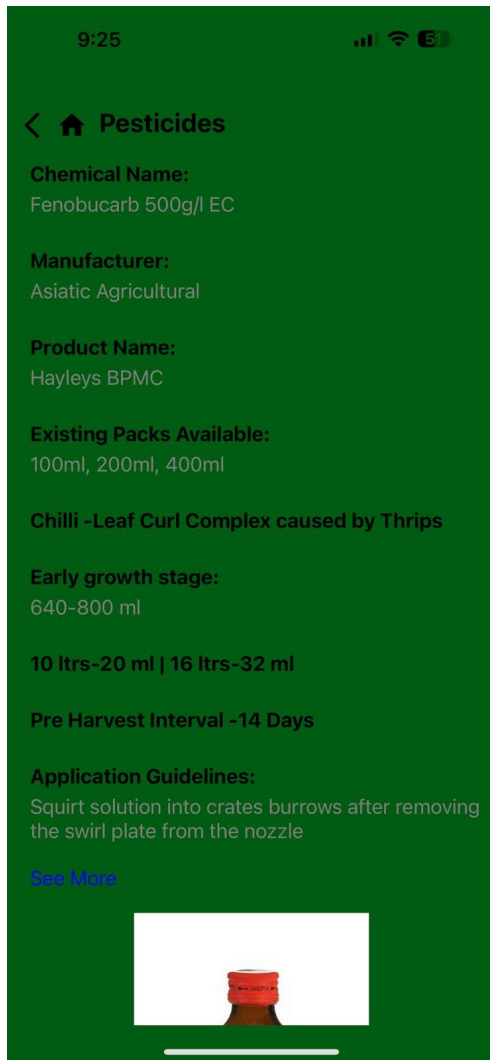 9:25
51
Pesticides
Chemical Name:
Fenobucarb 500g/l EC
Manufacturer:
Asiatic Agricultural
Product Name:
Hayleys BPMC
Existing Packs Available:
100ml, 200ml, 400ml
Chilli -Leaf Curl Complex caused by Thrips
Early growth stage:
640-800 ml
10 ltrs-20 ml | 16 ltrs-32 ml
Pre Harvest Interval -14 Days
Application Guidelines:
Squirt solution into crates burrows after removing
the swirl plate from the nozzle
See More